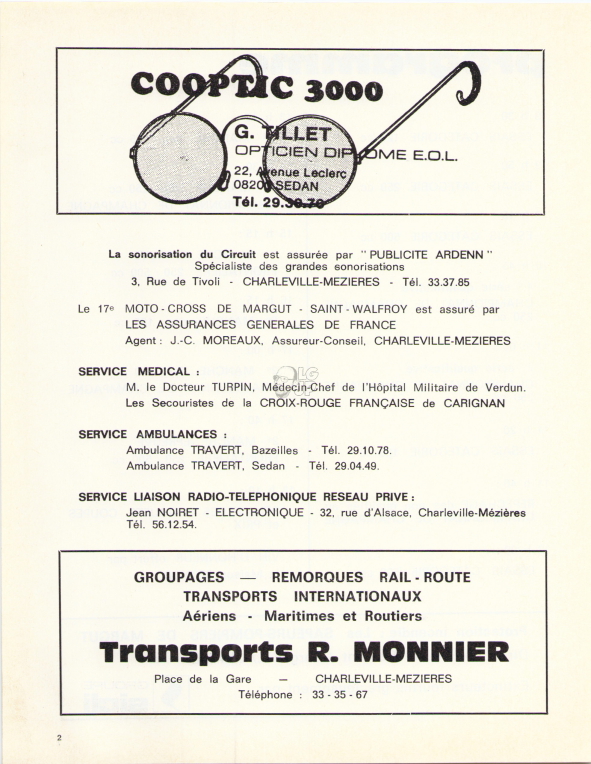 COOPTIC 3000
G. TILLET
OPTICIEN DIPLOME E.O.L.
22, Avenue Leclerc
08200 SEDAN
Tél. 29.39.70
La sonorisation du Circuit est assurée par "PUBLICITE ARDENN"
Spécialiste des grandes sonorisations
3, Rue de Tivoli - CHARLEVILLE-MEZIERES - Tél. 33.37.85
Le 17e MOTO-CROSS DE MARGUT - SAINT-WALFROY est assuré par
LES ASSURANCES GENERALES DE FRANCE
Agent : J.-C. MOREAUX, Assureur-Conseil, CHARLEVILLE-MEZIERES
SERVICE MEDICAL :
M. le Docteur TURPIN, Médecin-Chef de l'Hôpital Militaire de Verdun.
Les Secouristes de la CROIX-ROUGE FRANÇAISE de CARIGNAN
SERVICE AMBULANCES :
Ambulance TRAVERT, Bazeilles - Tél. 29.10.78.
Ambulance TRAVERT, Sedan - Tél. 29.04.49.
SERVICE LIAISON RADIO-TELEPHONIQUE RESEAU PRIVE :
Jean NOIRET - ELECTRONIQUE - 32, rue d'Alsace, Charleville-Mézières
Tél. 56.12.54.
GROUPAGES — REMORQUES RAIL-ROUTE
TRANSPORTS INTERNATIONAUX
Aériens - Maritimes et Routiers
Transports R. MONNIER
Place de la Gare — CHARLEVILLE-MEZIERES
Téléphone : 33-35-67
2